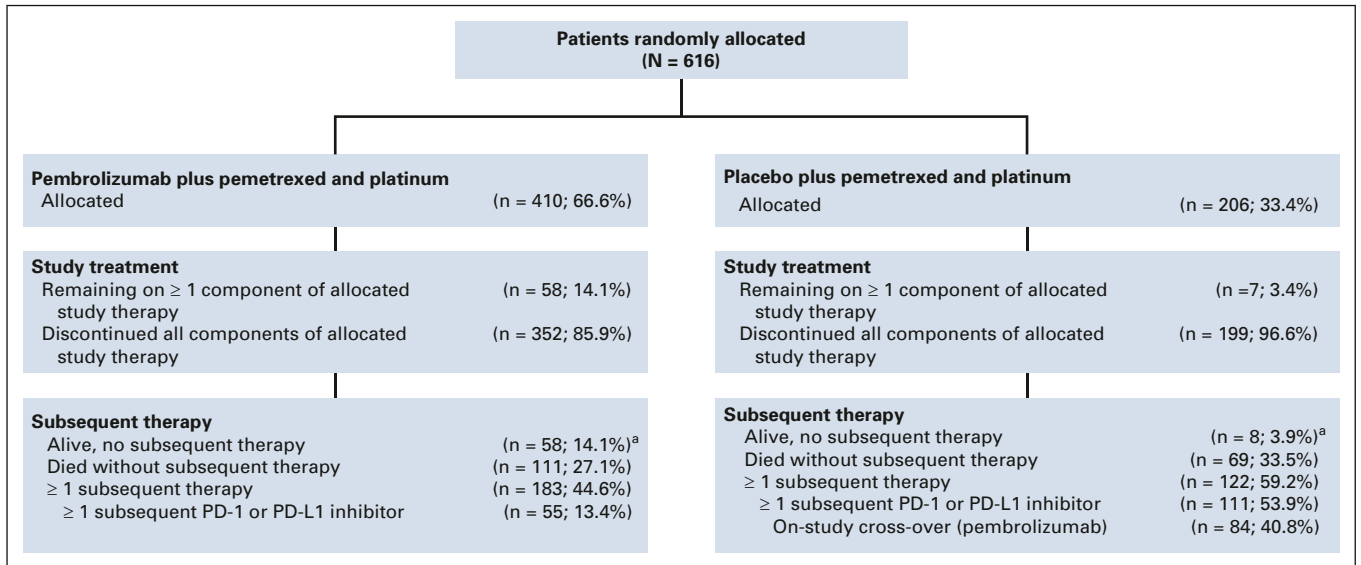 Patients randomly allocated
(N = 616)
Pembrolizumab plus pemetrexed and platinum
Allocated (n = 410; 66.6%)
Study treatment
Remaining on ≥ 1 component of allocated (n = 58; 14.1%)
study therapy
Discontinued all components of allocated (n = 352; 85.9%)
study therapy
Subsequent therapy
Alive, no subsequent therapy (n = 58; 14.1%)a
Died without subsequent therapy (n = 111; 27.1%)
≥ 1 subsequent therapy (n = 183; 44.6%)
≥ 1 subsequent PD-1 or PD-L1 inhibitor (n = 55; 13.4%)
Placebo plus pemetrexed and platinum
Allocated (n = 206; 33.4%)
Study treatment
Remaining on ≥ 1 component of allocated (n =7; 3.4%)
study therapy
Discontinued all components of allocated (n = 199; 96.6%)
study therapy
Subsequent therapy
Alive, no subsequent therapy (n = 8; 3.9%)a
Died without subsequent therapy (n = 69; 33.5%)
≥ 1 subsequent therapy (n = 122; 59.2%)
≥ 1 subsequent PD-1 or PD-L1 inhibitor (n = 111; 53.9%)
On-study cross-over (pembrolizumab) (n = 84; 40.8%)